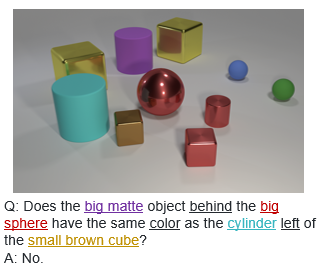 Q: Does the big matte object behind the big
sphere have the same color as the cylinder left of
the small brown cube?
A: No.